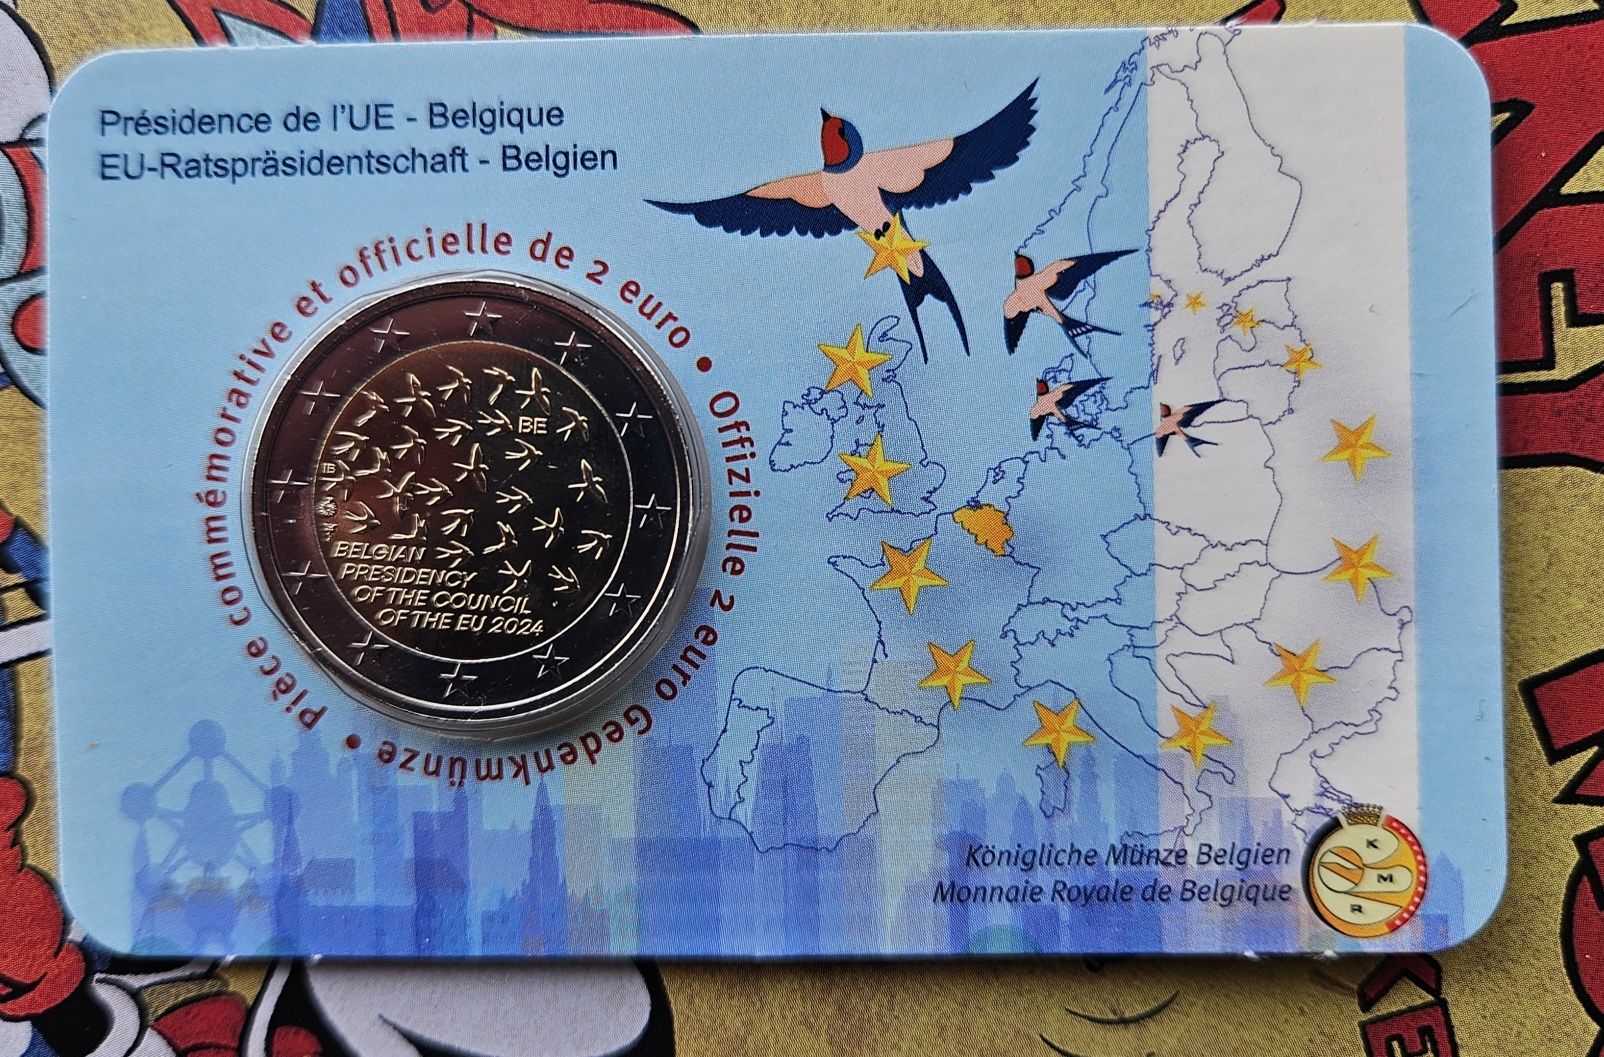 Présidence de l'UE - Belgique
EU-Ratspräsidentschaft - Belgien
Pièce commémorative et officielle de 2 euro • Offizielle 2 euro Gedenkmünze •
BE
TB
BELGIAN
PRESIDENCY
OF THE COUNCIL
OF THE EU 2024
Königliche Münze Belgien
Monnaie Royale de Belgique
K
M
R